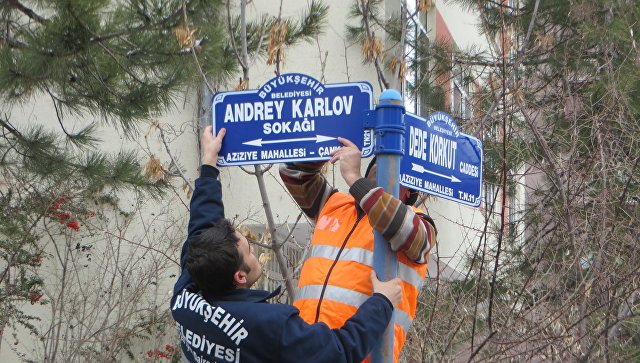 BÜYÜKŞEHİR
BELEDİYESİ
ANDREY KARLOV
SOKAĞI
AZİZİYE MAHALLESİ -
BÜYÜKŞEHİR
BELEDİYESİ
DEDE KORKUT
CADDESİ
AZİZİYE MAHALLESİ
T.N.11
BÜYÜKŞEHİR
BELEDİYESİ